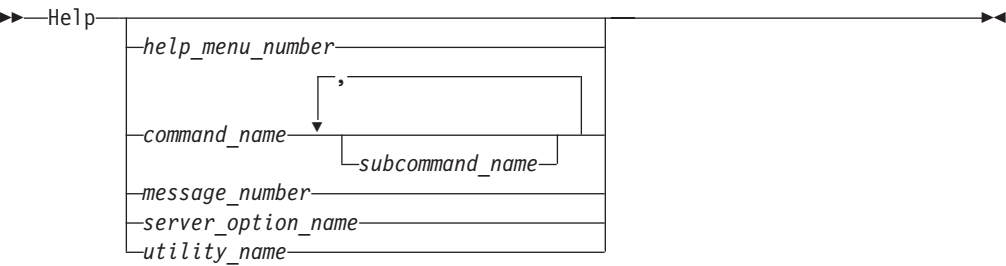 Help
help_menu_number
,
command_name
subcommand_name
message_number
server_option_name
utility_name